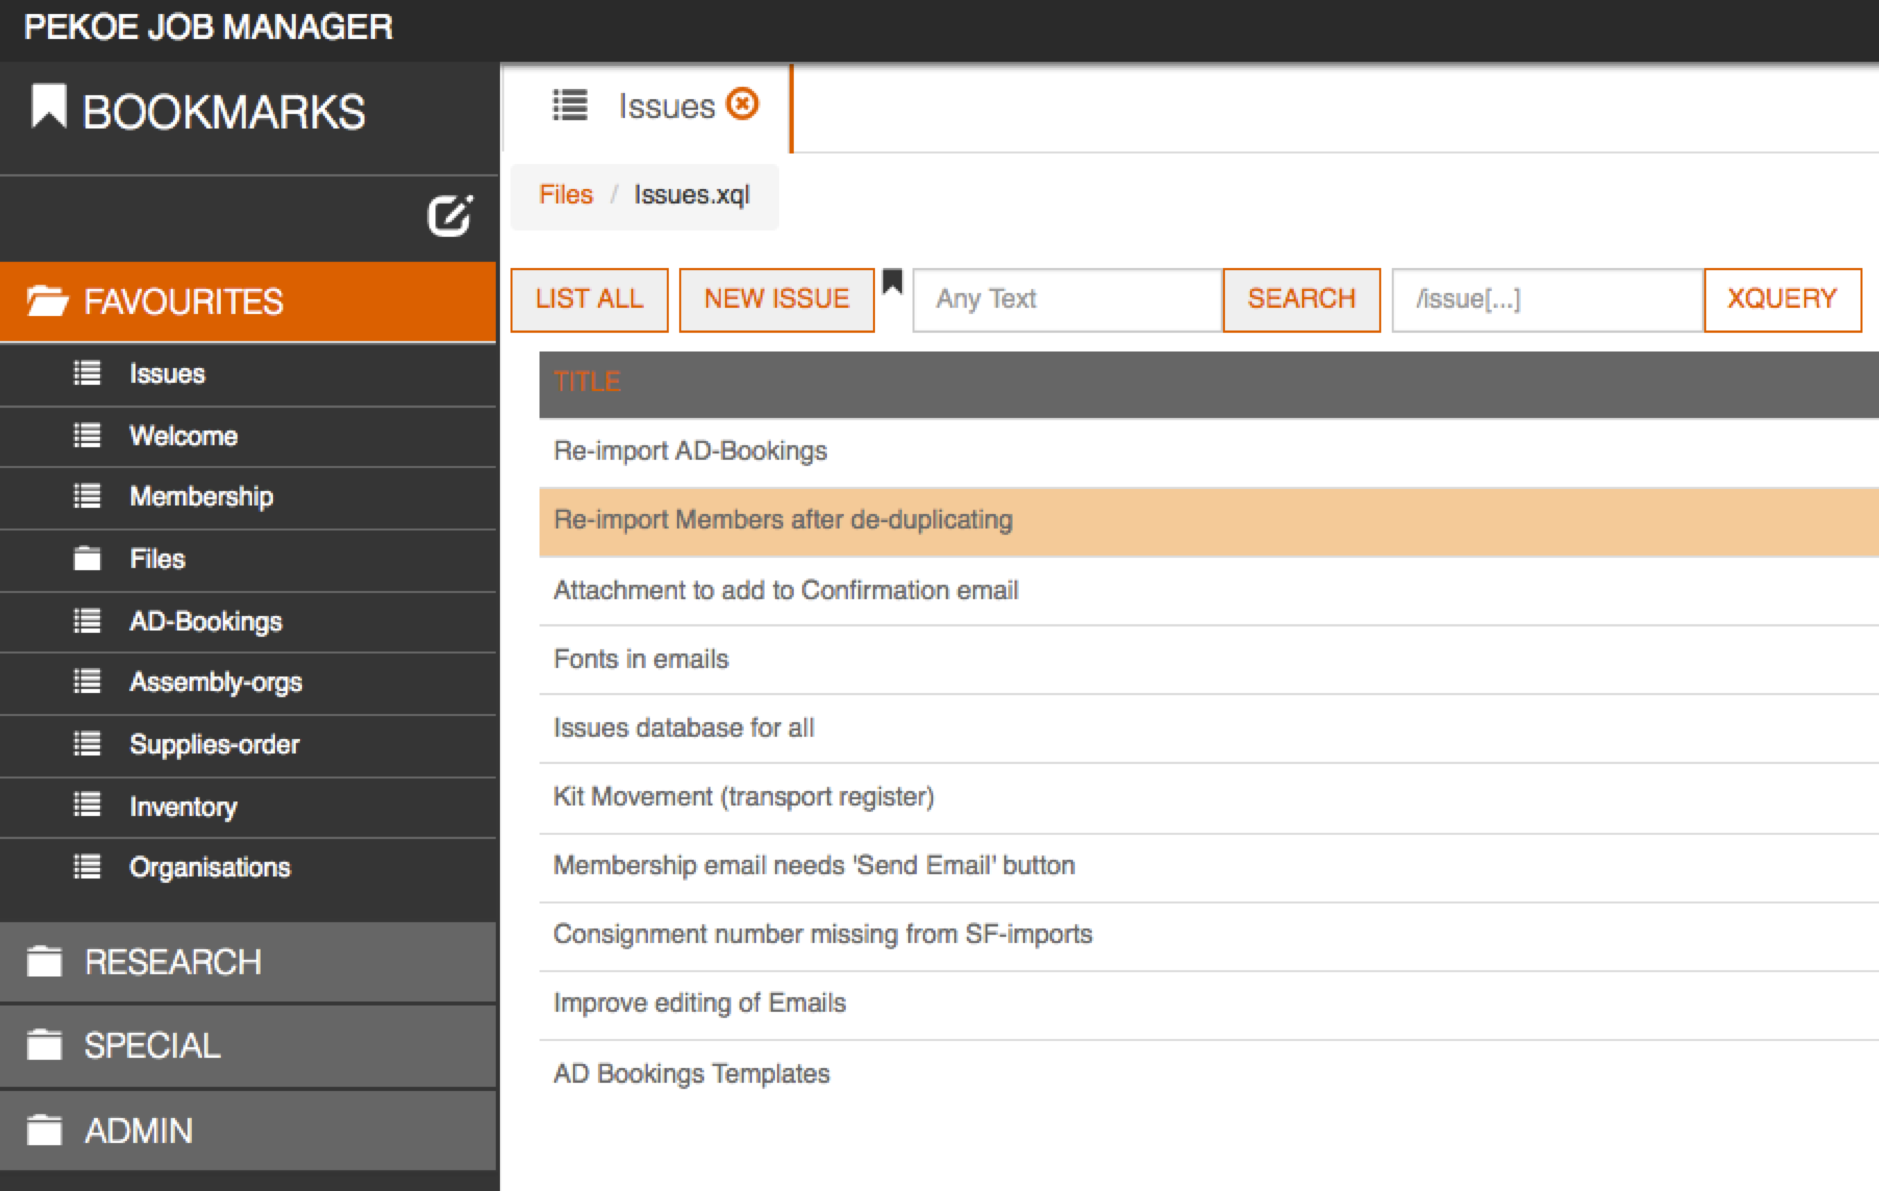 PEKOE JOB MANAGER
BOOKMARKS
FAVOURITES
Issues
Welcome
Membership
Files
AD-Bookings
Assembly-orgs
Supplies-order
Inventory
Organisations
RESEARCH
SPECIAL
ADMIN
Issues
Files / Issues.xql
LIST ALL NEW ISSUE Any Text SEARCH /issue[...] XQUERY
TITLE
Re-import AD-Bookings
Re-import Members after de-duplicating
Attachment to add to Confirmation email
Fonts in emails
Issues database for all
Kit Movement (transport register)
Membership email needs 'Send Email' button
Consignment number missing from SF-imports
Improve editing of Emails
AD Bookings Templates